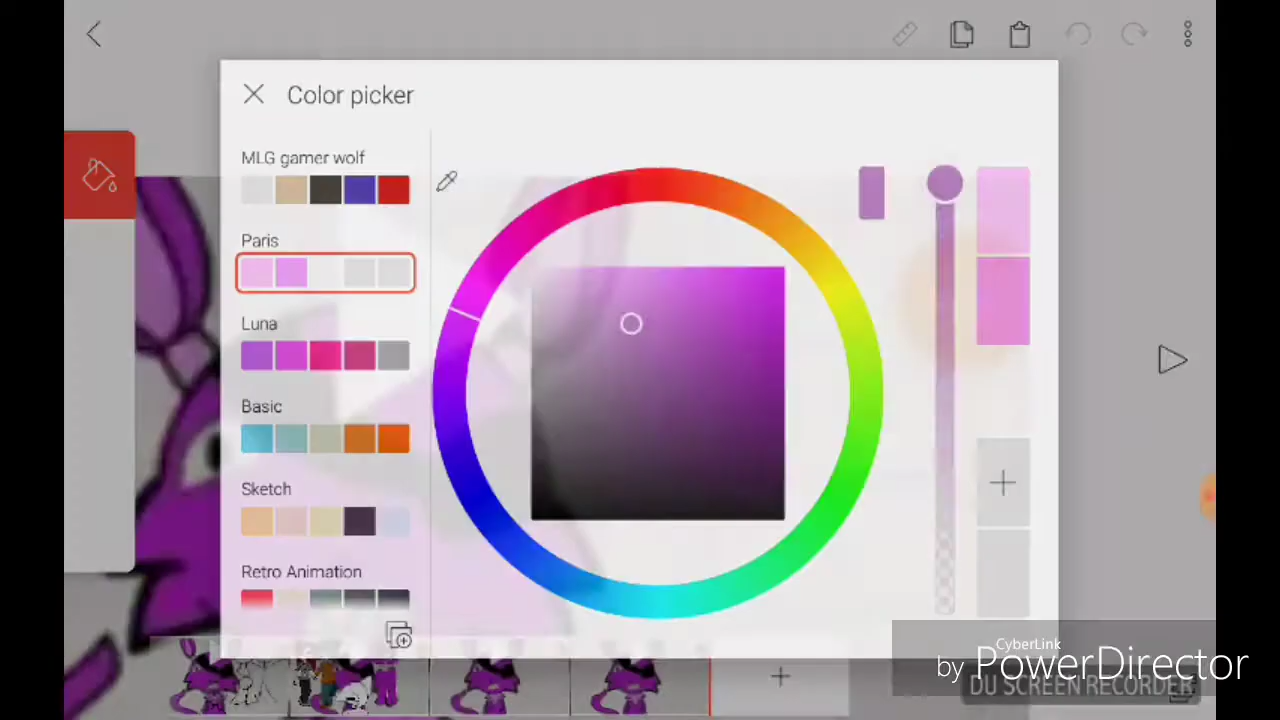 Color picker
MLG gamer wolf
Paris
Luna
Basic
Sketch
Retro Animation
CyberLink
by PowerDirector
DU SCREEN RECORDER